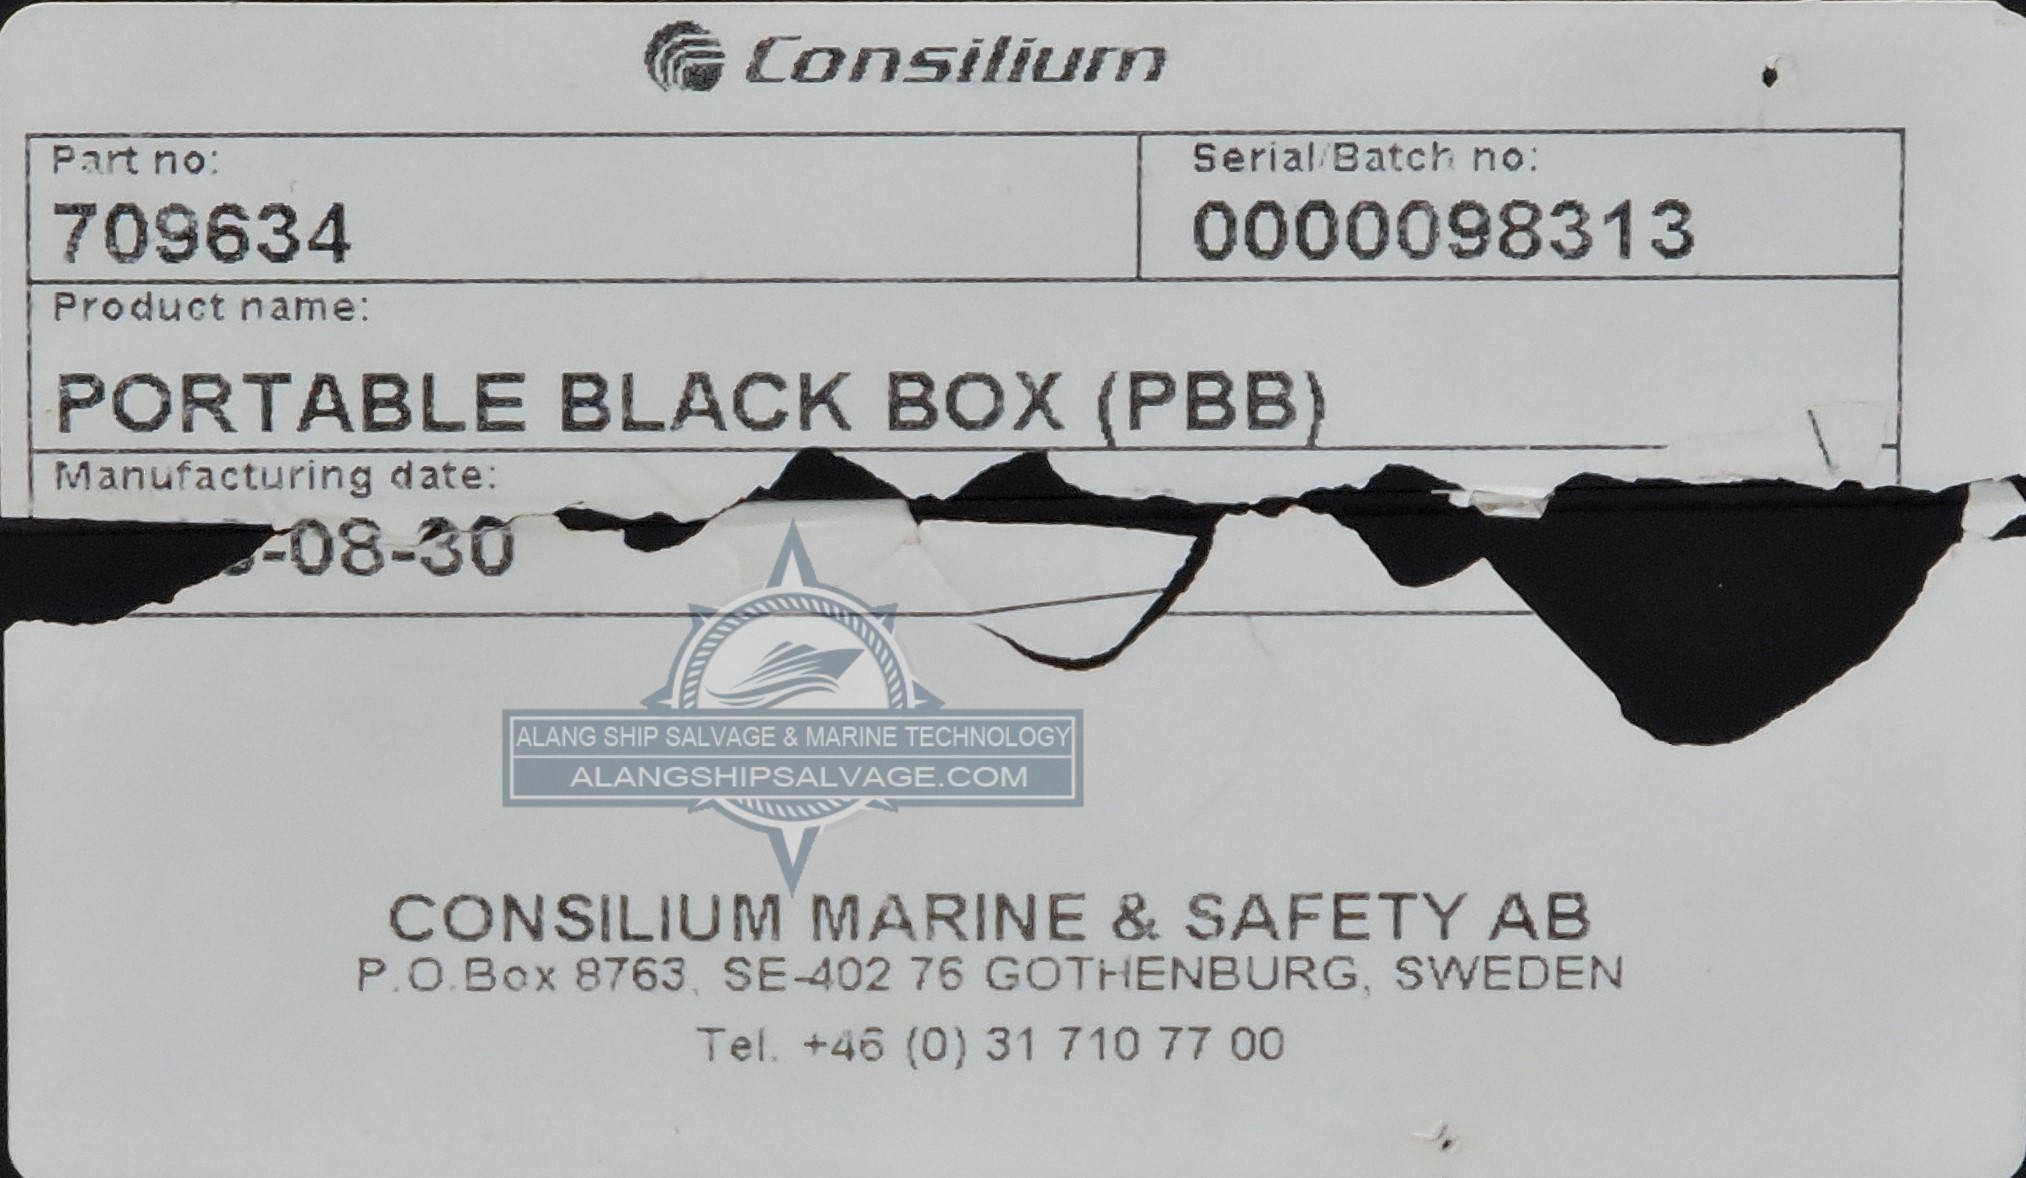 Consilium
Part no:
709634
Serial/Batch no:
0000098313
Product name:
PORTABLE BLACK BOX (PBB)
Manufacturing date:
-08-30
ALANG SHIP SALVAGE & MARINE TECHNOLOGY
ALANGSHIPSALVAGE.COM
CONSILIUM MARINE & SAFETY AB
P.O.Box 8763, SE-402 76 GOTHENBURG, SWEDEN
Tel. +46 (0) 31 710 77 00